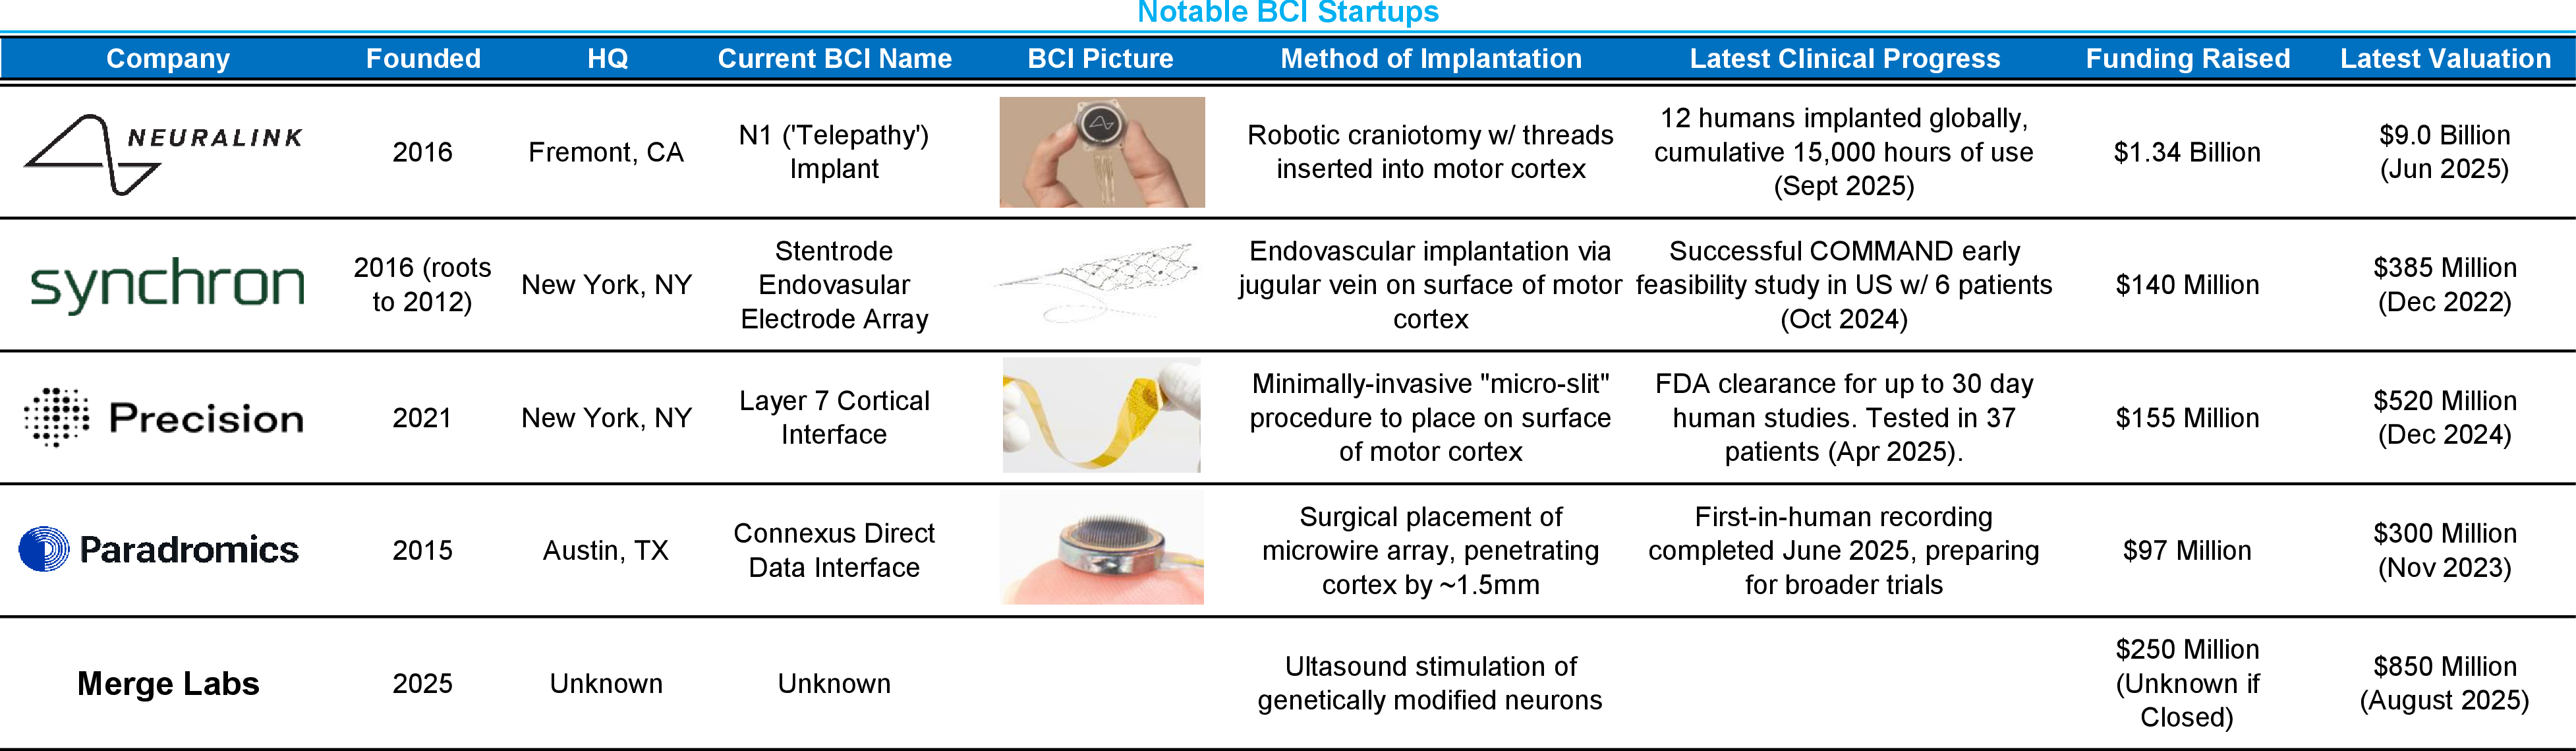 Notable BCI Startups
Company Founded HQ Current BCI Name BCI Picture Method of Implantation Latest Clinical Progress Funding Raised Latest Valuation
NEURALINK
2016
Fremont, CA
N1 ('Telepathy')
Implant
Robotic craniotomy w/ threads
inserted into motor cortex
12 humans implanted globally,
cumulative 15,000 hours of use
(Sept 2025)
$1.34 Billion
$9.0 Billion
(Jun 2025)
synchron
2016 (roots
to 2012)
New York, NY
Stentrode
Endovasular
Electrode Array
Endovascular implantation via
jugular vein on surface of motor
cortex
Successful COMMAND early
feasibility study in US w/ 6 patients
(Oct 2024)
$140 Million
$385 Million
(Dec 2022)
Precision
2021
New York, NY
Layer 7 Cortical
Interface
Minimally-invasive "micro-slit"
procedure to place on surface
of motor cortex
FDA clearance for up to 30 day
human studies. Tested in 37
patients (Apr 2025).
$155 Million
$520 Million
(Dec 2024)
Paradromics
2015
Austin, TX
Connexus Direct
Data Interface
Surgical placement of
microwire array, penetrating
cortex by ~1.5mm
First-in-human recording
completed June 2025, preparing
for broader trials
$97 Million
$300 Million
(Nov 2023)
Merge Labs
2025
Unknown
Unknown
Ultasound stimulation of
genetically modified neurons
$250 Million
(Unknown if
Closed)
$850 Million
(August 2025)